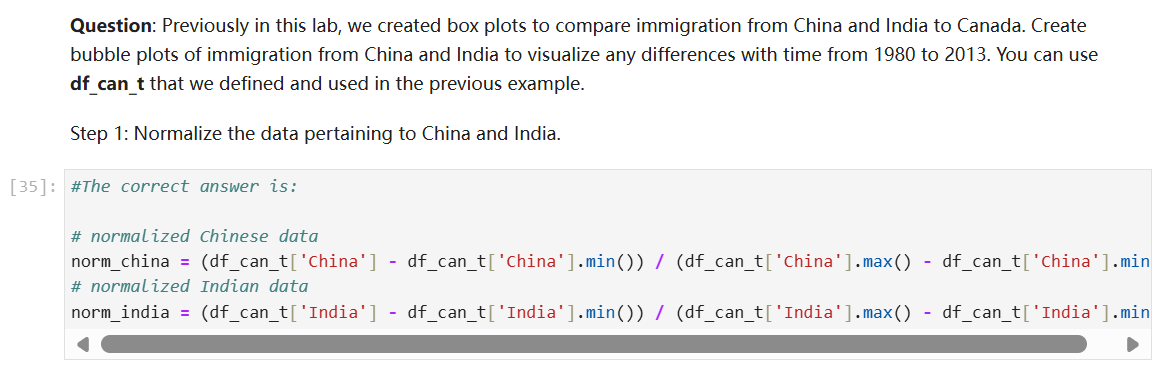 Question: Previously in this lab, we created box plots to compare immigration from China and India to Canada. Create
bubble plots of immigration from China and India to visualize any differences with time from 1980 to 2013. You can use
df_can_t that we defined and used in the previous example.
Step 1: Normalize the data pertaining to China and India.
[35]: #The correct answer is:
# normalized Chinese data
norm_china = (df_can_t['China'] - df_can_t['China'].min()) / (df_can_t['China'].max() - df_can_t['China'].min
# normalized Indian data
norm_india = (df_can_t['India'] - df_can_t['India'].min()) / (df_can_t['India'].max() - df_can_t['India'].min